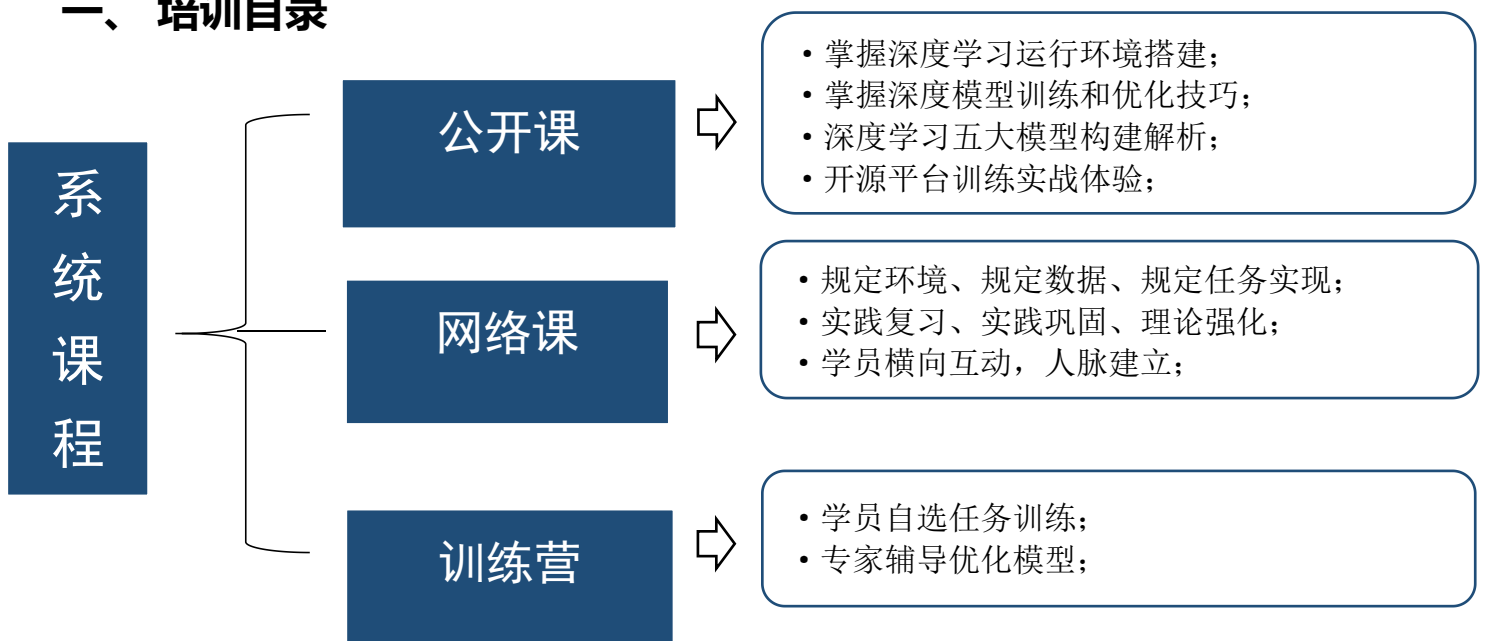 一、 培训目录
系统课程
公开课
·掌握深度学习运行环境搭建；
·掌握深度模型训练和优化技巧；
·深度学习五大模型构建解析；
·开源平台训练实战体验；
网络课
·规定环境、规定数据、规定任务实现；
·实践复习、实践巩固、理论强化；
·学员横向互动，人脉建立；
训练营
·学员自选任务训练；
·专家辅导优化模型；